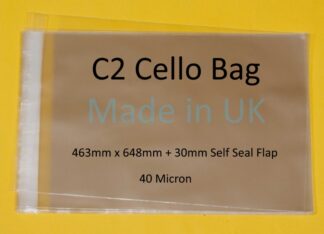 C2 Cello Bag
Made in UK
463mm x 648mm + 30mm Self Seal Flap
40 Micron